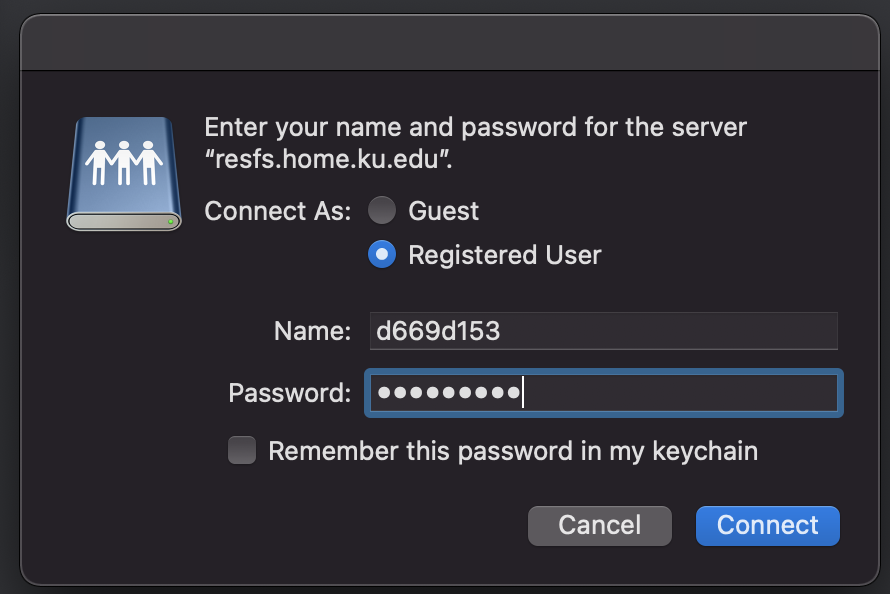 Enter your name and password for the server
“resfs.home.ku.edu”.
Connect As: Guest
Registered User
Name: d669d153
Password: •••••••••
Remember this password in my keychain
Cancel Connect